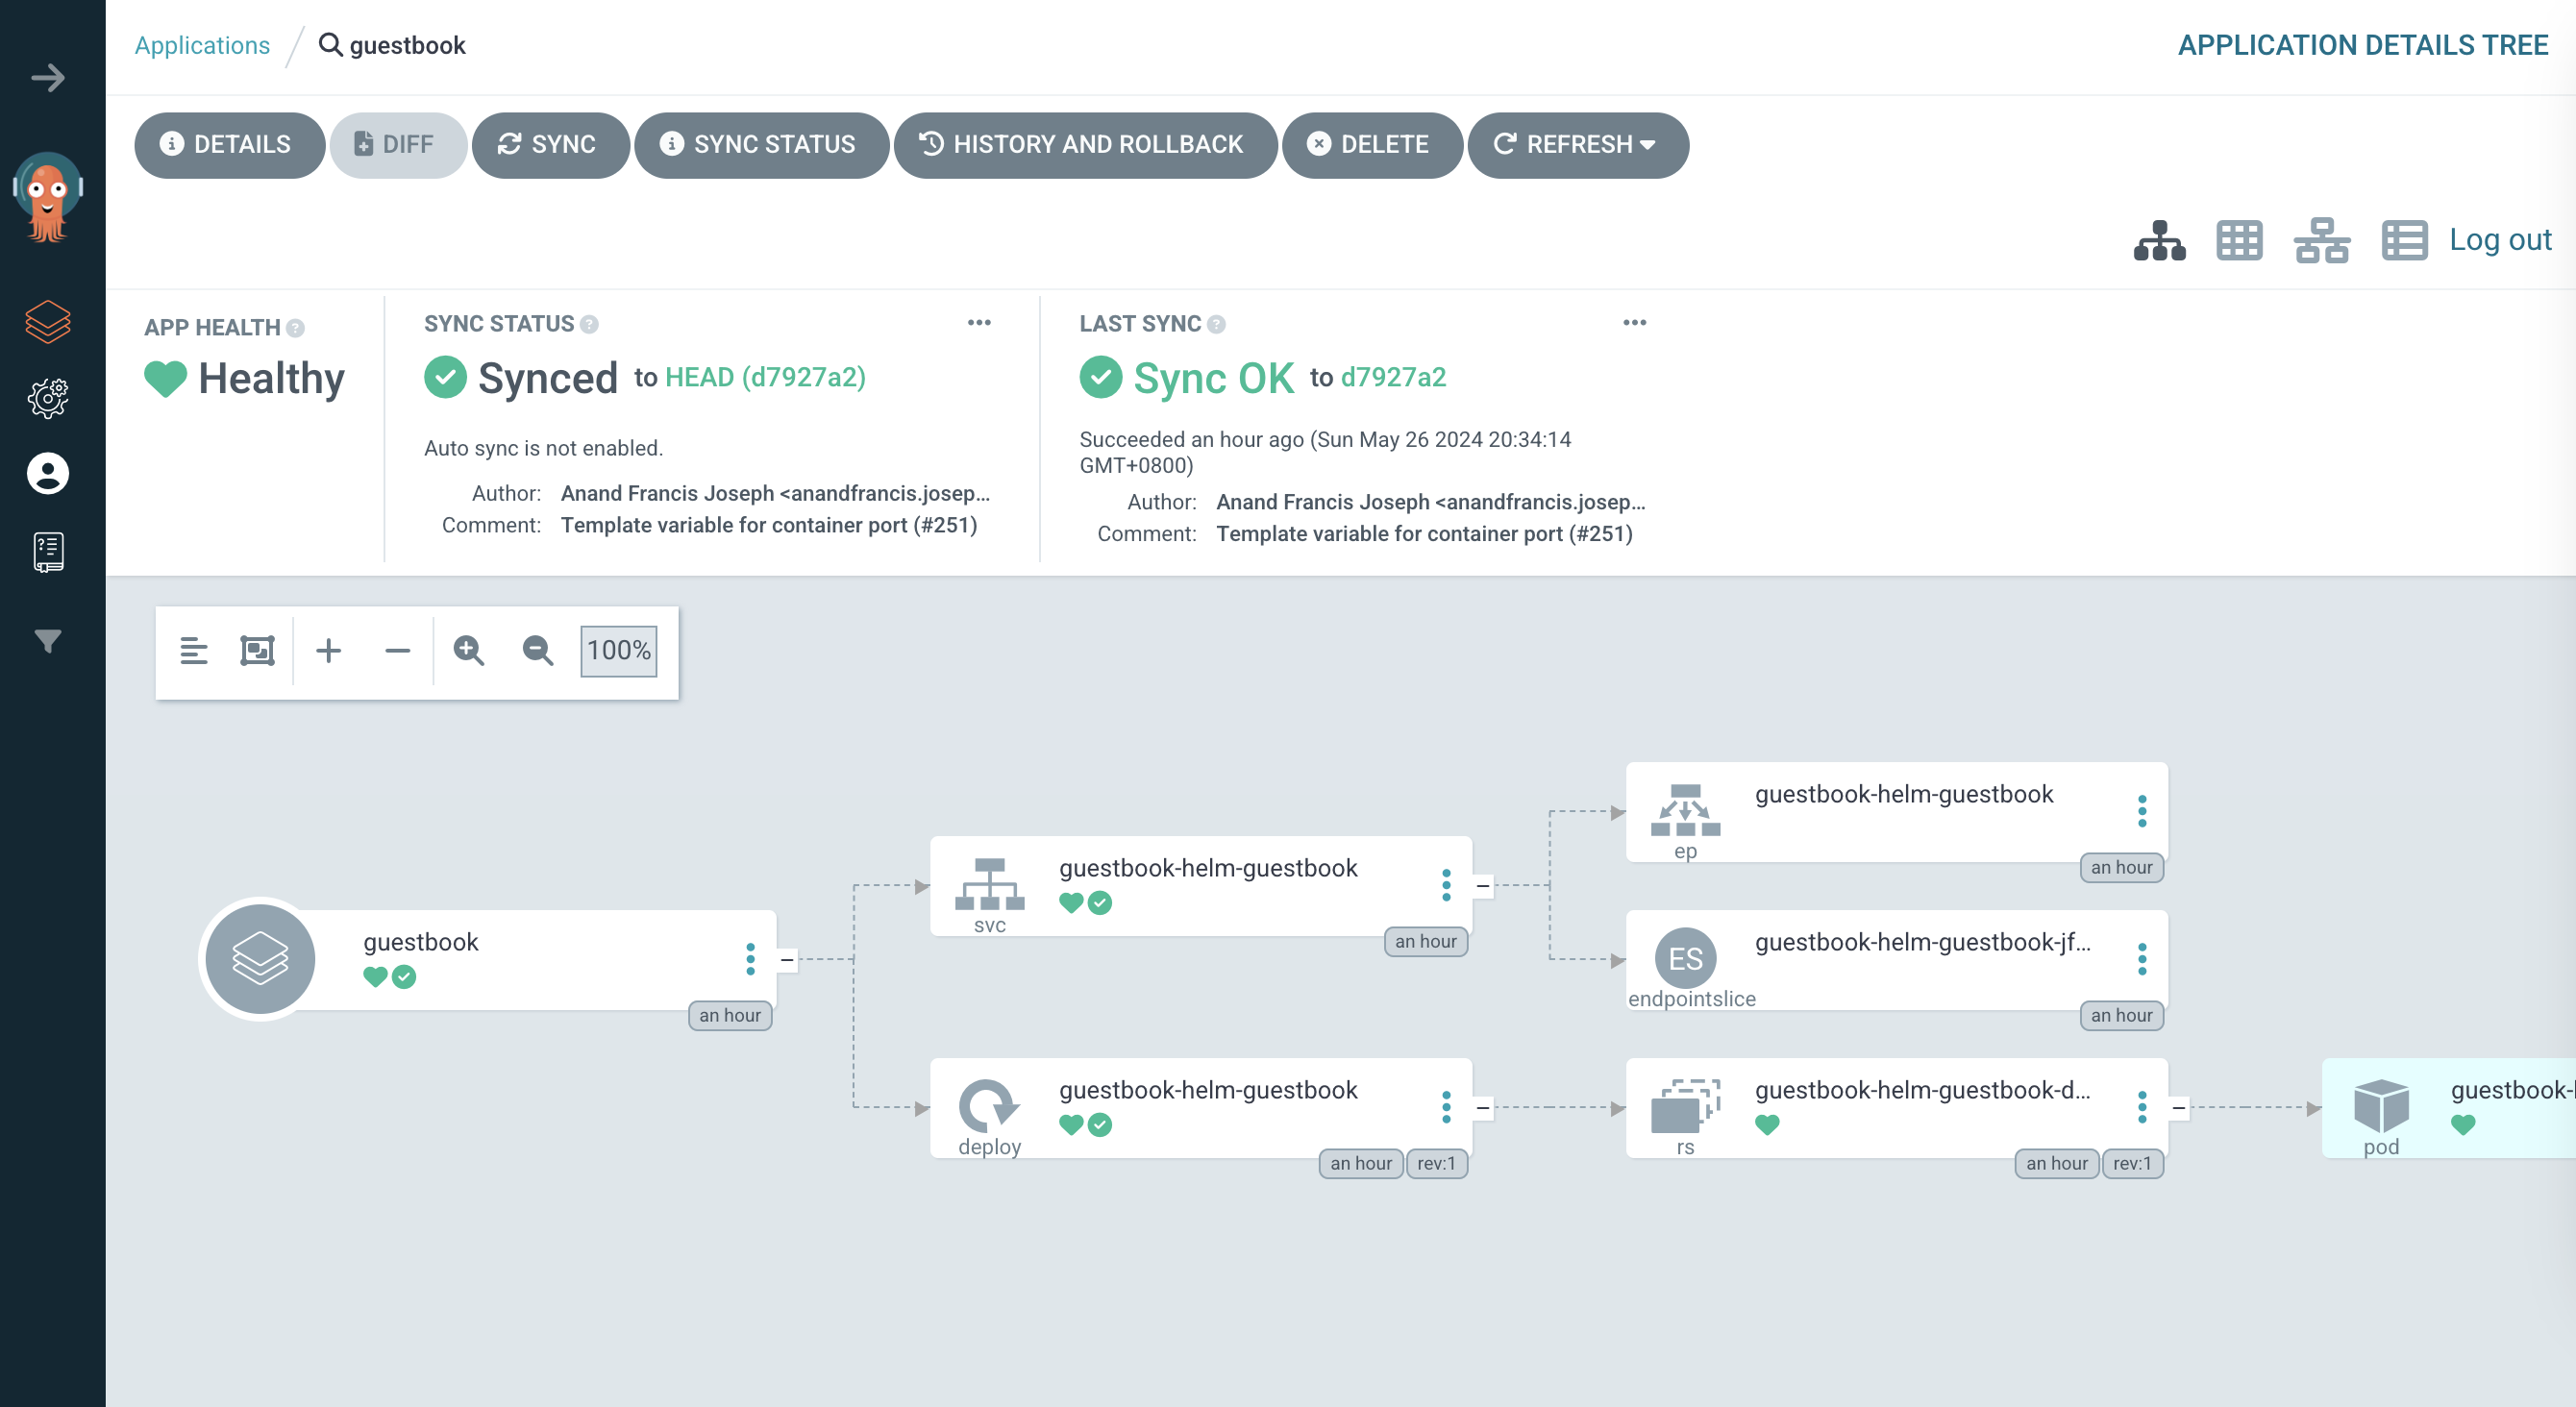 Applications / guestbook
APPLICATION DETAILS TREE
DETAILS
DIFF
SYNC
SYNC STATUS
HISTORY AND ROLLBACK
DELETE
REFRESH
Log out
APP HEALTH
Healthy
SYNC STATUS
Synced to HEAD (d7927a2)
Auto sync is not enabled.
Author: Anand Francis Joseph <anandfrancis.josep...
Comment: Template variable for container port (#251)
LAST SYNC
Sync OK to d7927a2
Succeeded an hour ago (Sun May 26 2024 20:34:14
GMT+0800)
Author: Anand Francis Joseph <anandfrancis.josep...
Comment: Template variable for container port (#251)
100%
guestbook
an hour
guestbook-helm-guestbook
svc
an hour
guestbook-helm-guestbook
deploy
an hour
rev:1
guestbook-helm-guestbook
ep
an hour
guestbook-helm-guestbook-jf...
ES
endpointslice
an hour
guestbook-helm-guestbook-d...
rs
an hour
rev:1
guestbook-
pod